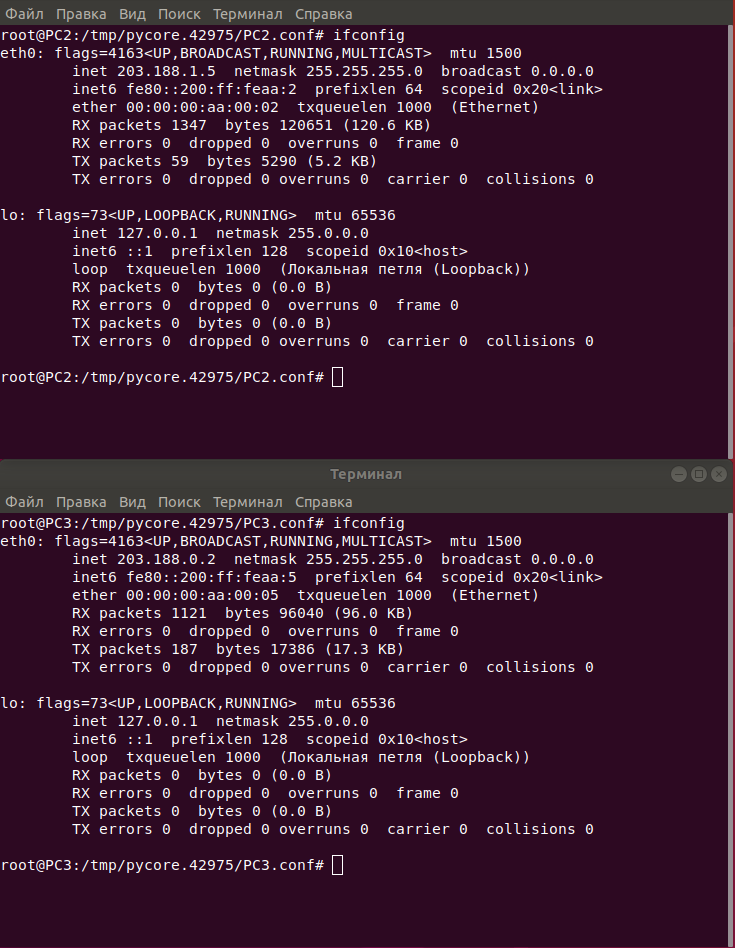 Файл Правка Вид Поиск Терминал Справка
root@PC2:/tmp/pycore.42975/PC2.conf# ifconfig
eth0: flags=4163<UP,BROADCAST,RUNNING,MULTICAST>  mtu 1500
        inet 203.188.1.5  netmask 255.255.255.0  broadcast 0.0.0.0
        inet6 fe80::200:ff:feaa:2  prefixlen 64  scopeid 0x20<link>
        ether 00:00:00:aa:00:02  txqueuelen 1000  (Ethernet)
        RX packets 1347  bytes 120651 (120.6 KB)
        RX errors 0  dropped 0  overruns 0  frame 0
        TX packets 59  bytes 5290 (5.2 KB)
        TX errors 0  dropped 0 overruns 0  carrier 0  collisions 0

lo: flags=73<UP,LOOPBACK,RUNNING>  mtu 65536
        inet 127.0.0.1  netmask 255.0.0.0
        inet6 ::1  prefixlen 128  scopeid 0x10<host>
        loop  txqueuelen 1000  (Локальная петля (Loopback))
        RX packets 0  bytes 0 (0.0 B)
        RX errors 0  dropped 0  overruns 0  frame 0
        TX packets 0  bytes 0 (0.0 B)
        TX errors 0  dropped 0 overruns 0  carrier 0  collisions 0

root@PC2:/tmp/pycore.42975/PC2.conf#
Терминал
Файл Правка Вид Поиск Терминал Справка
root@PC3:/tmp/pycore.42975/PC3.conf# ifconfig
eth0: flags=4163<UP,BROADCAST,RUNNING,MULTICAST>  mtu 1500
        inet 203.188.0.2  netmask 255.255.255.0  broadcast 0.0.0.0
        inet6 fe80::200:ff:feaa:5  prefixlen 64  scopeid 0x20<link>
        ether 00:00:00:aa:00:05  txqueuelen 1000  (Ethernet)
        RX packets 1121  bytes 96040 (96.0 KB)
        RX errors 0  dropped 0  overruns 0  frame 0
        TX packets 187  bytes 17386 (17.3 KB)
        TX errors 0  dropped 0 overruns 0  carrier 0  collisions 0

lo: flags=73<UP,LOOPBACK,RUNNING>  mtu 65536
        inet 127.0.0.1  netmask 255.0.0.0
        inet6 ::1  prefixlen 128  scopeid 0x10<host>
        loop  txqueuelen 1000  (Локальная петля (Loopback))
        RX packets 0  bytes 0 (0.0 B)
        RX errors 0  dropped 0  overruns 0  frame 0
        TX packets 0  bytes 0 (0.0 B)
        TX errors 0  dropped 0 overruns 0  carrier 0  collisions 0

root@PC3:/tmp/pycore.42975/PC3.conf#